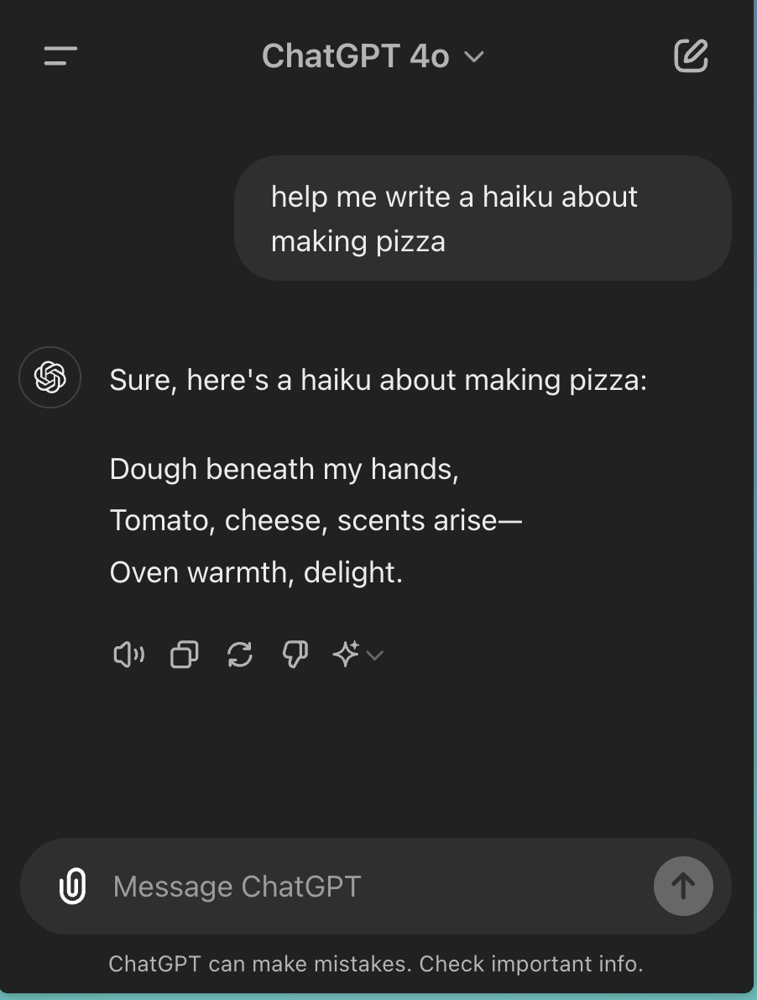 ChatGPT 4o
help me write a haiku about
making pizza
Sure, here's a haiku about making pizza:
Dough beneath my hands,
Tomato, cheese, scents arise—
Oven warmth, delight.
Message ChatGPT
ChatGPT can make mistakes. Check important info.